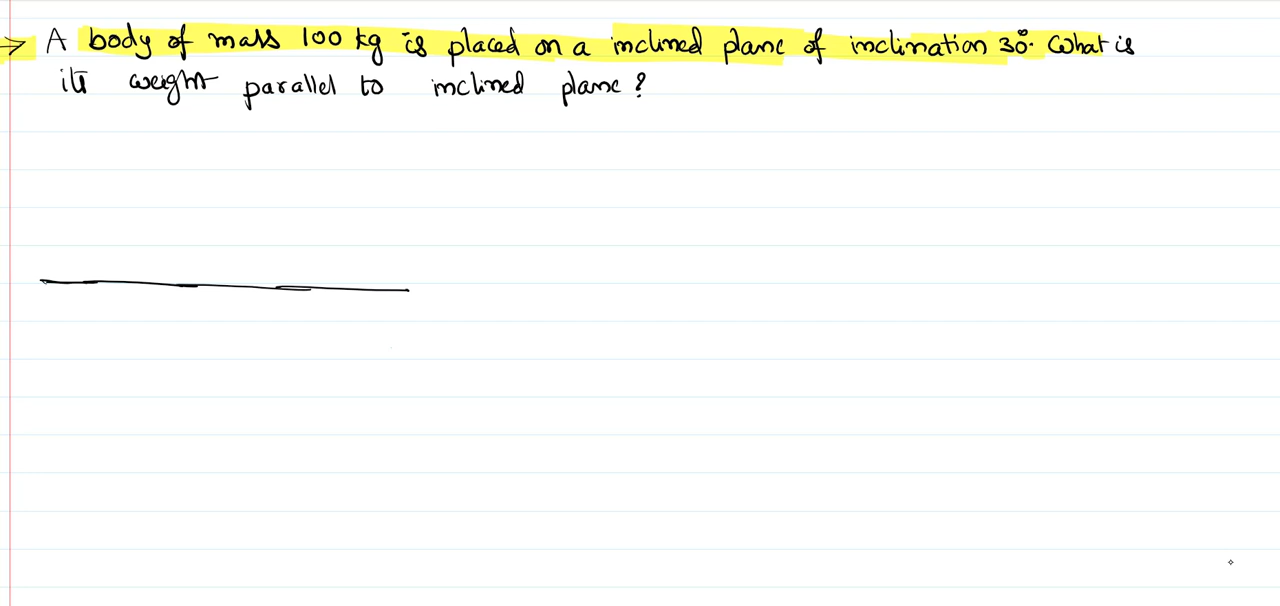 → A body of mass 100 kg is placed on a inclined plane of inclination 30°. What is
its weight parallel to inclined plane?